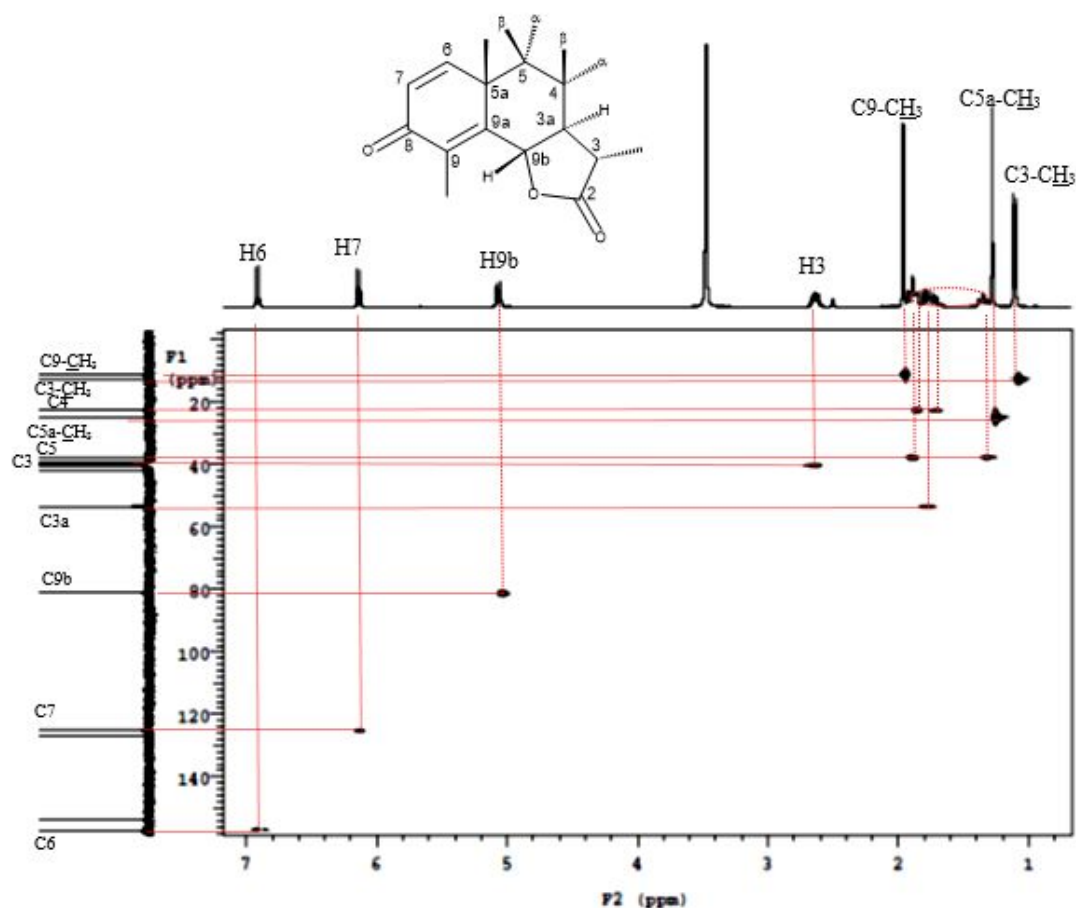 β
α
β
α
6
7
5
4
5a
H
3a
9a
3
8
9
9b
H
O
2
O
O
C9-CH3
C5a-CH3
C3-CH3
H6
H7
H9b
H3
C9-CH3
F1
(ppm)
C3-CH3
C4
20
C5a-CH3
C5
C3
40
C3a
60
C9b
80
100
C7
120
140
C6
7
6
5
4
3
2
1
F2 (ppm)